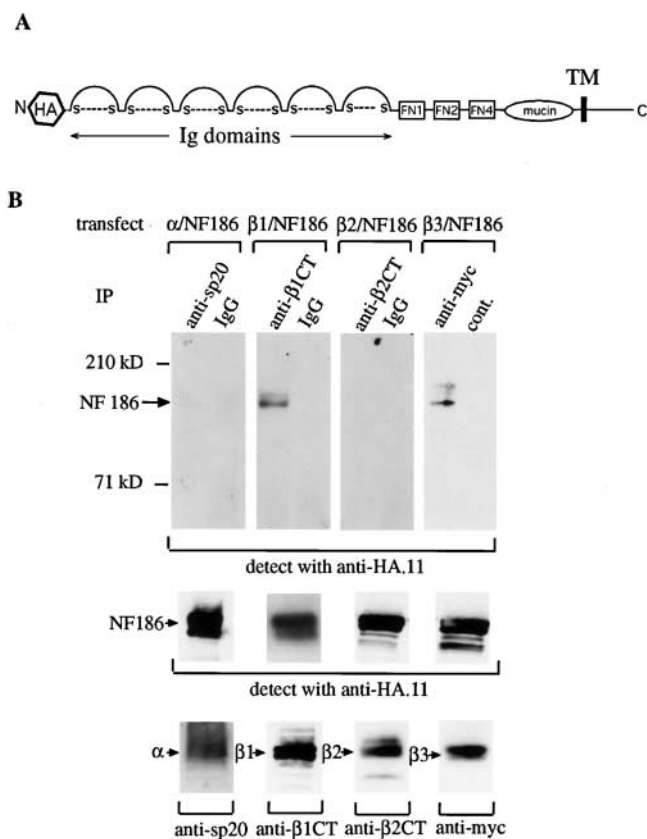 A
N HA S S S S S S S S S S S S FN1 FN2 FN4 mucin TM C
Ig domains
B
transfect α/NF186 β1/NF186 β2/NF186 β3/NF186
IP anti-sp20 IgG anti-β1CT IgG anti-β2CT IgG anti-myc cont.
210 kD
NF 186
71 kD
detect with anti-HA.11
NF186
detect with anti-HA.11
α β1 β2 β3
anti-sp20 anti-β1CT anti-β2CT anti-myc